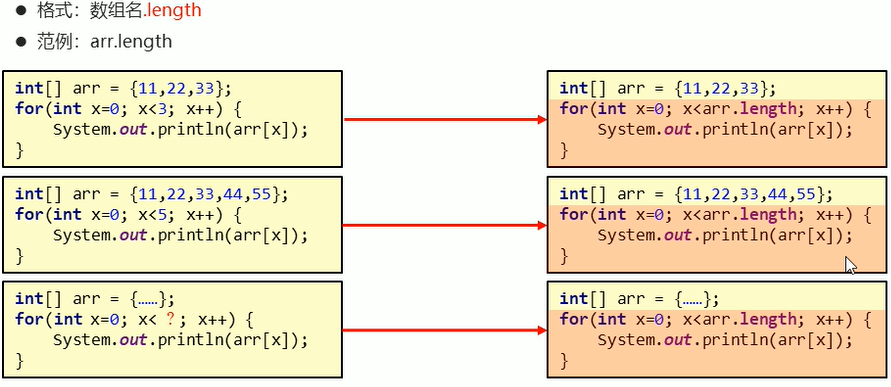 ● 格式：数组名.length
● 范例：arr.length
int[] arr = {11,22,33};
for(int x=0; x<3; x++) {
    System.out.println(arr[x]);
}
int[] arr = {11,22,33};
for(int x=0; x<arr.length; x++) {
    System.out.println(arr[x]);
}
int[] arr = {11,22,33,44,55};
for(int x=0; x<5; x++) {
    System.out.println(arr[x]);
}
int[] arr = {11,22,33,44,55};
for(int x=0; x<arr.length; x++) {
    System.out.println(arr[x]);
}
int[] arr = {……};
for(int x=0; x< ？; x++) {
    System.out.println(arr[x]);
}
int[] arr = {……};
for(int x=0; x<arr.length; x++) {
    System.out.println(arr[x]);
}